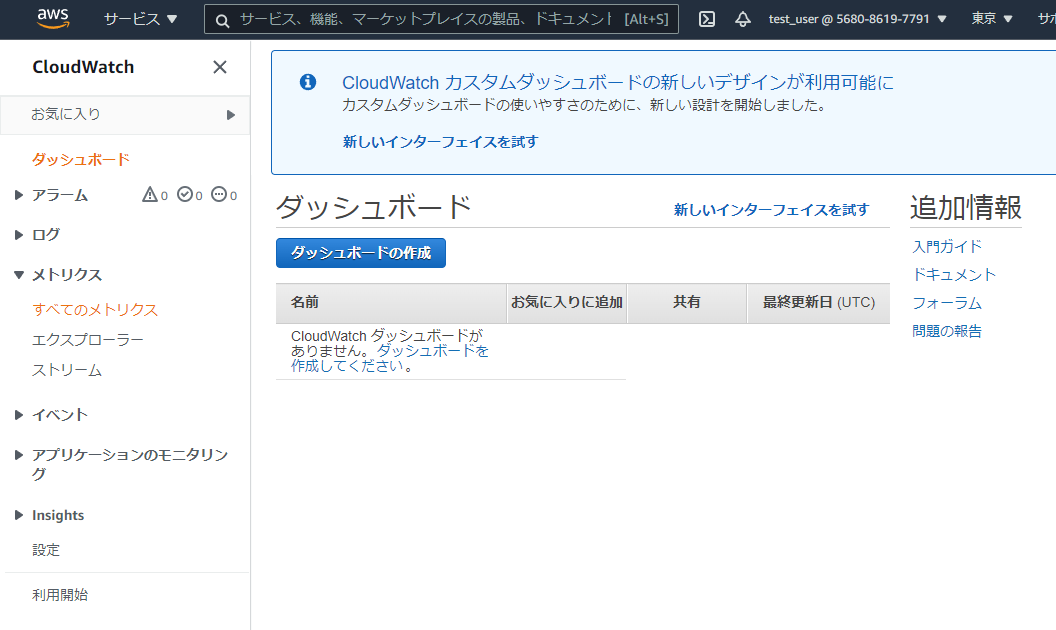 aws
サービス ▼
サービス、機能、マーケットプレイスの製品、ドキュメント [Alt+S]
test_user @ 5680-8619-7791 ▼
東京 ▼
サポ
CloudWatch
お気に入り
ダッシュボード
アラーム 0 0 0
ログ
メトリクス
すべてのメトリクス
エクスプローラー
ストリーム
イベント
アプリケーションのモニタリン
グ
Insights
設定
利用開始
CloudWatch カスタムダッシュボードの新しいデザインが利用可能に
カスタムダッシュボードの使いやすさのために、新しい設計を開始しました。
新しいインターフェイスを試す
ダッシュボード
新しいインターフェイスを試す
ダッシュボードの作成
名前 お気に入りに追加 共有 最終更新日 (UTC)
CloudWatch ダッシュボードが
ありません。ダッシュボードを
作成してください。
追加情報
入門ガイド
ドキュメント
フォーラム
問題の報告